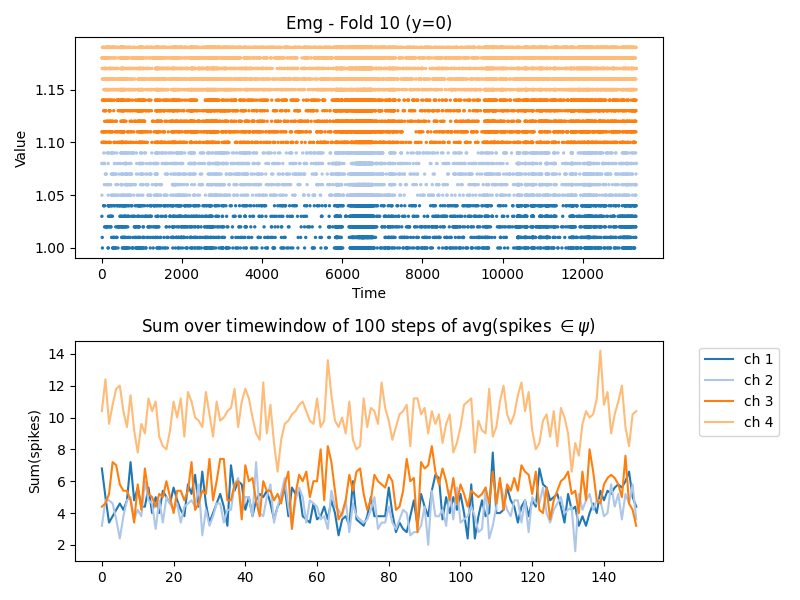 Emg - Fold 10 (y=0)
Value
1.15
1.10
1.05
1.00
0 2000 4000 6000 8000 10000 12000
Time
Sum over timewindow of 100 steps of avg(spikes ∈ψ)
Sum(spikes)
14
12
10
8
6
4
2
0 20 40 60 80 100 120 140
ch 1
ch 2
ch 3
ch 4